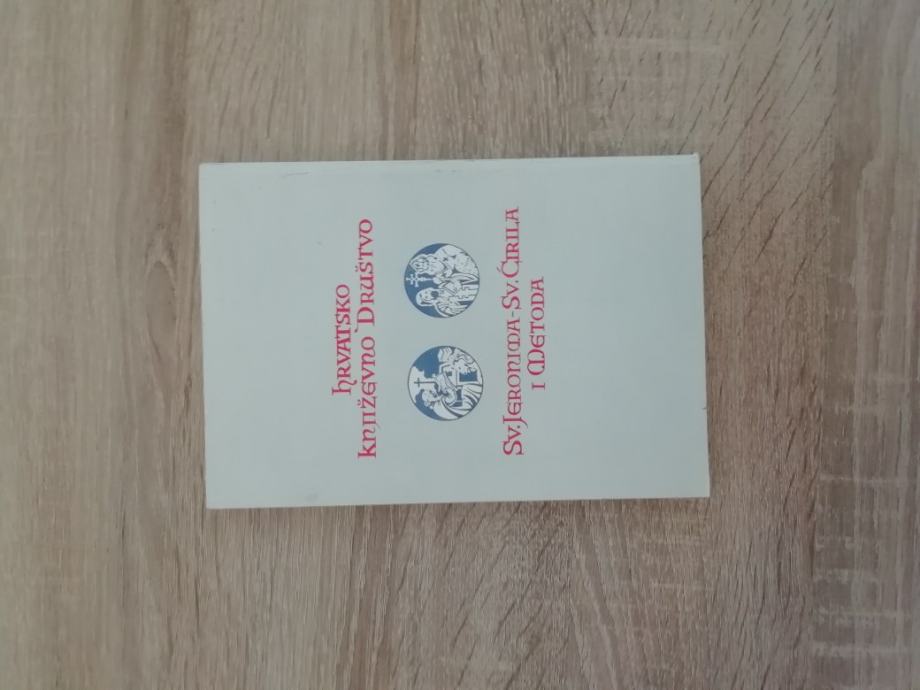 hrvatsko
književno Društvo
Sv. Jeronima - Sv. Ćirila
i Metoda